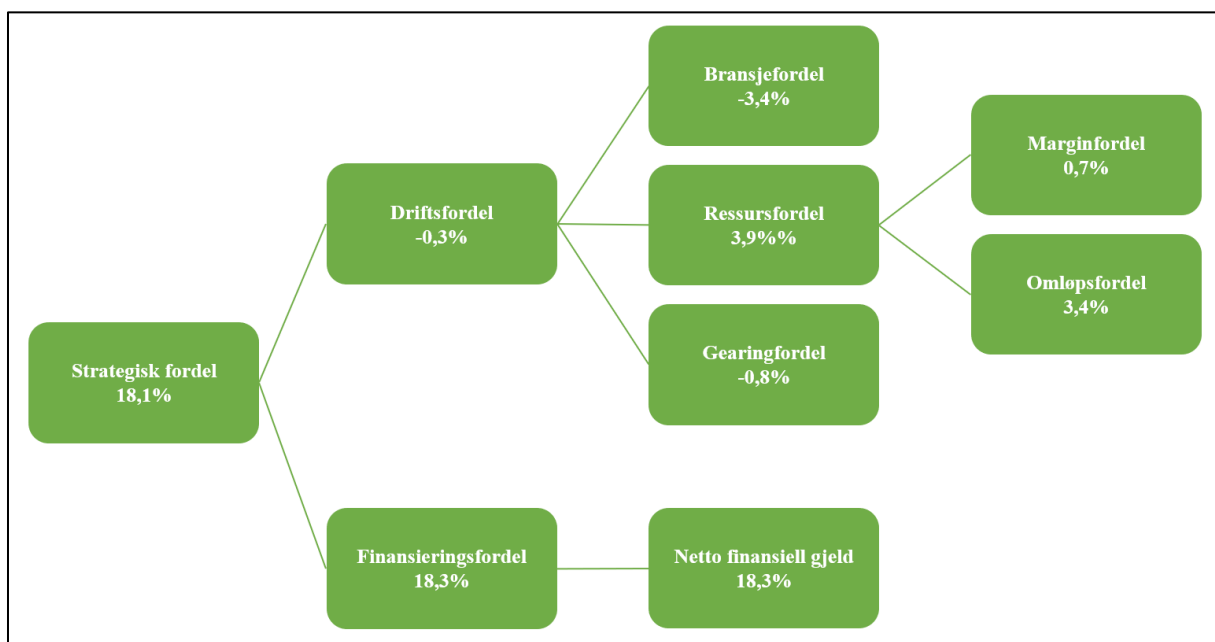 Strategisk fordel
18,1%
Driftsfordel
-0,3%
Finansieringsfordel
18,3%
Bransjefordel
-3,4%
Ressursfordel
3,9%%
Gearingfordel
-0,8%
Netto finansiell gjeld
18,3%
Marginfordel
0,7%
Omløpsfordel
3,4%